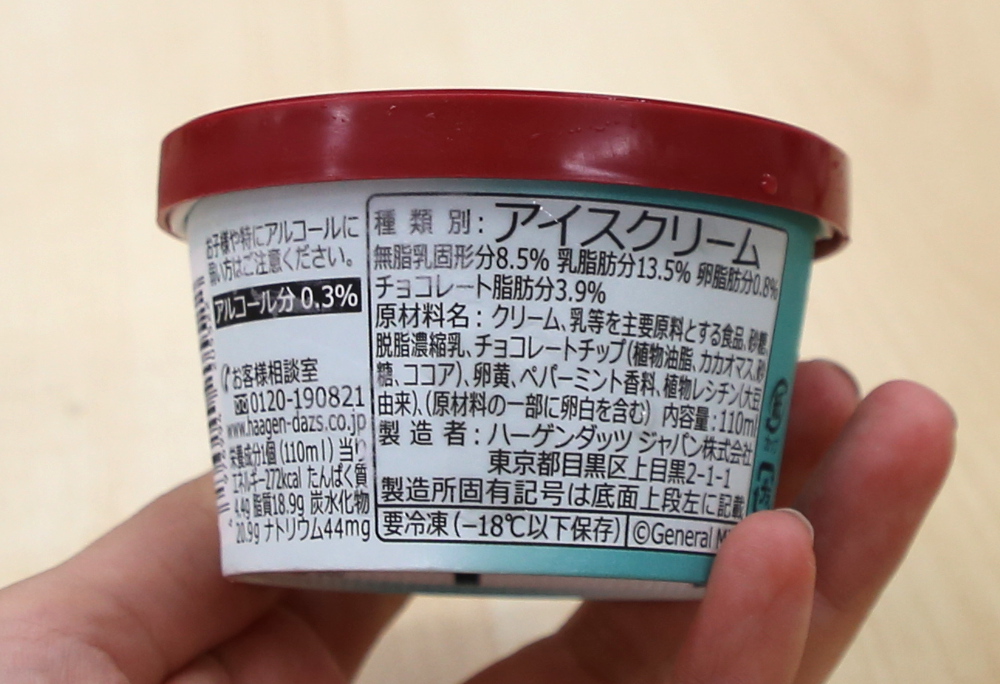 お子様や特にアルコールに
弱い方はご注意ください。
アルコール分 0.3%
お客様相談室
0120-190821
www.haagen-dazs.co.jp
栄養成分1個(110ml)当り
エネルギー272kcal たんぱく質
4.4g 脂質18.9g 炭水化物
20.9g ナトリウム44mg
種類別:アイスクリーム
無脂乳固形分8.5% 乳脂肪分13.5% 卵脂肪分0.8%
チョコレート脂肪分3.9%
原材料名:クリーム、乳等を主要原料とする食品、砂糖、
脱脂濃縮乳、チョコレートチップ(植物油脂、カカオマス、砂
糖、ココア)、卵黄、ペパーミント香料、植物レシチン(大豆
由来)、(原材料の一部に卵白を含む) 内容量:110ml
製造者:ハーゲンダッツ ジャパン株式会社
東京都目黒区上目黒2-1-1
製造所固有記号は底面上段左に記載
要冷凍(−18℃以下保存)
©General M